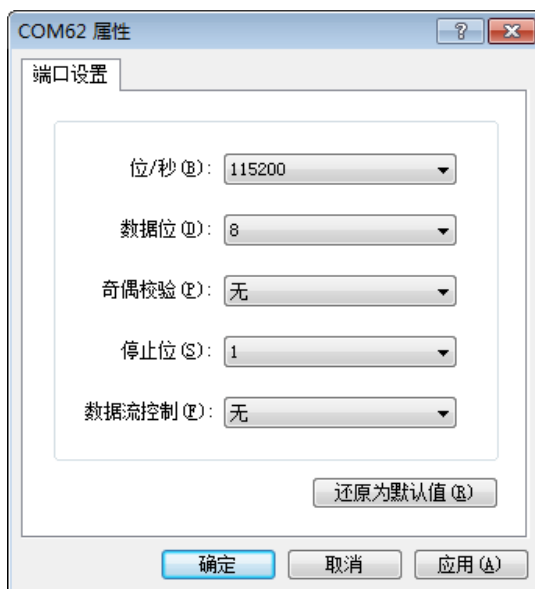 COM62 属性
端口设置
位/秒(B): 115200
数据位(D): 8
奇偶校验(P): 无
停止位(S): 1
数据流控制(F): 无
还原为默认值(R)
确定 取消 应用(A)